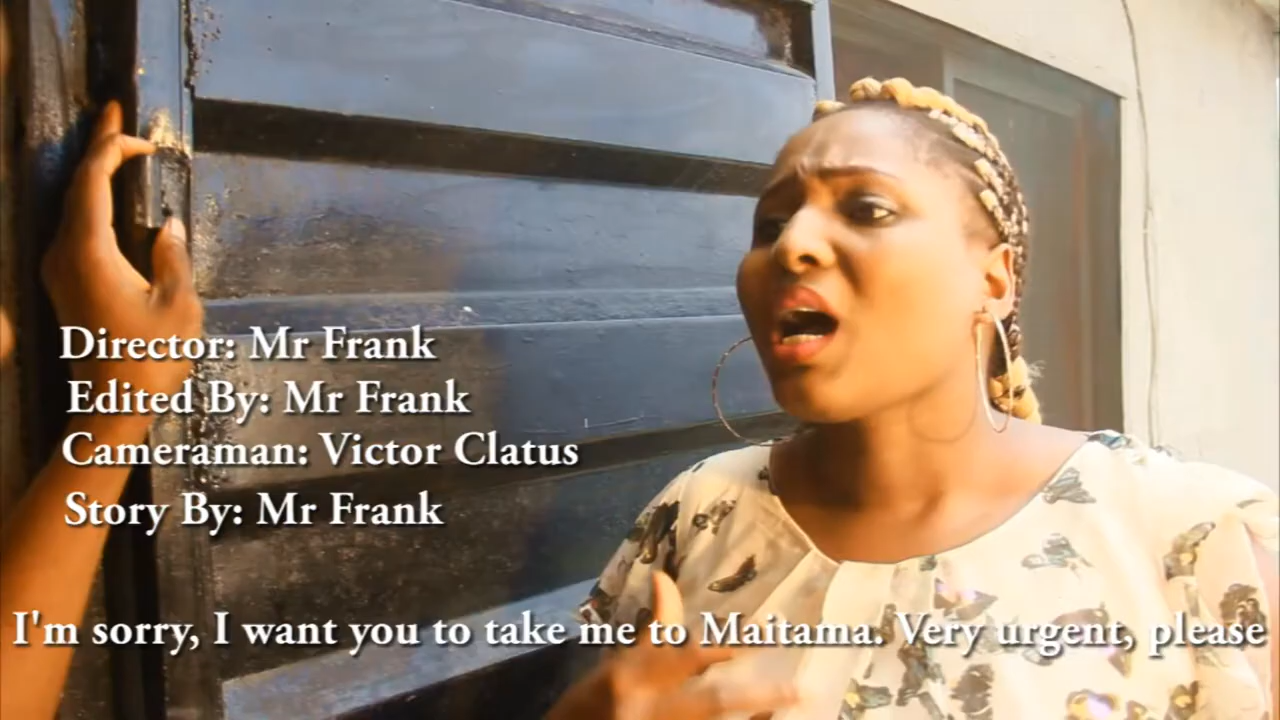 Director: Mr Frank
Edited By: Mr Frank
Cameraman: Victor Clatus
Story By: Mr Frank
I'm sorry, I want you to take me to Maitama. Very urgent, please